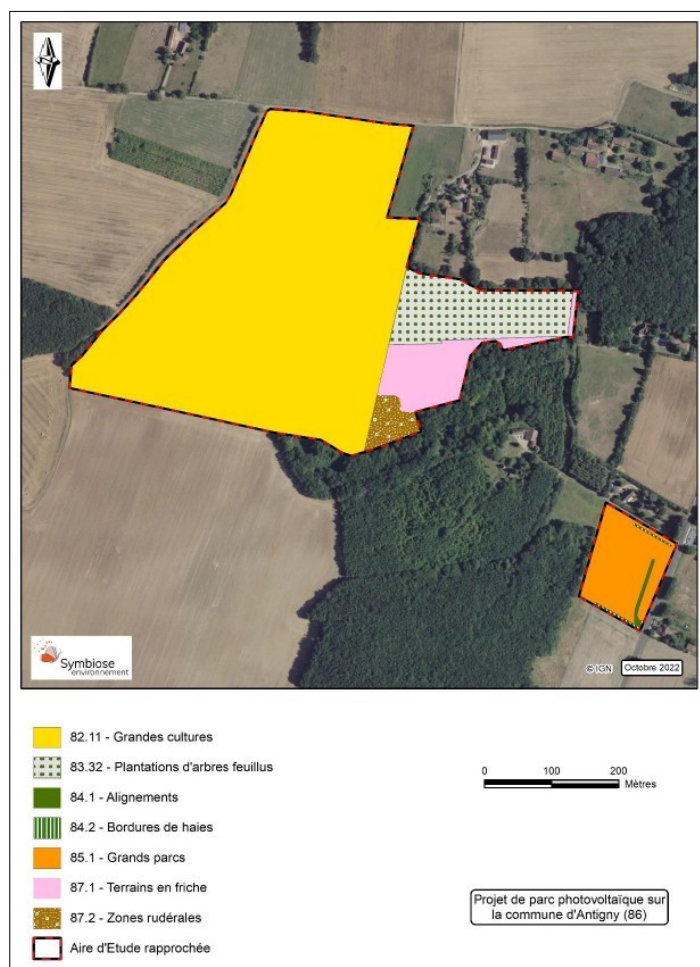 Symbiose
environnement
© IGN
Octobre 2022
82.11 - Grandes cultures
83.32 - Plantations d'arbres feuillus
84.1 - Alignements
84.2 - Bordures de haies
85.1 - Grands parcs
87.1 - Terrains en friche
87.2 - Zones rudérales
Aire d'Etude rapprochée
0 100 200
Mètres
Projet de parc photovoltaïque sur
la commune d'Antigny (86)